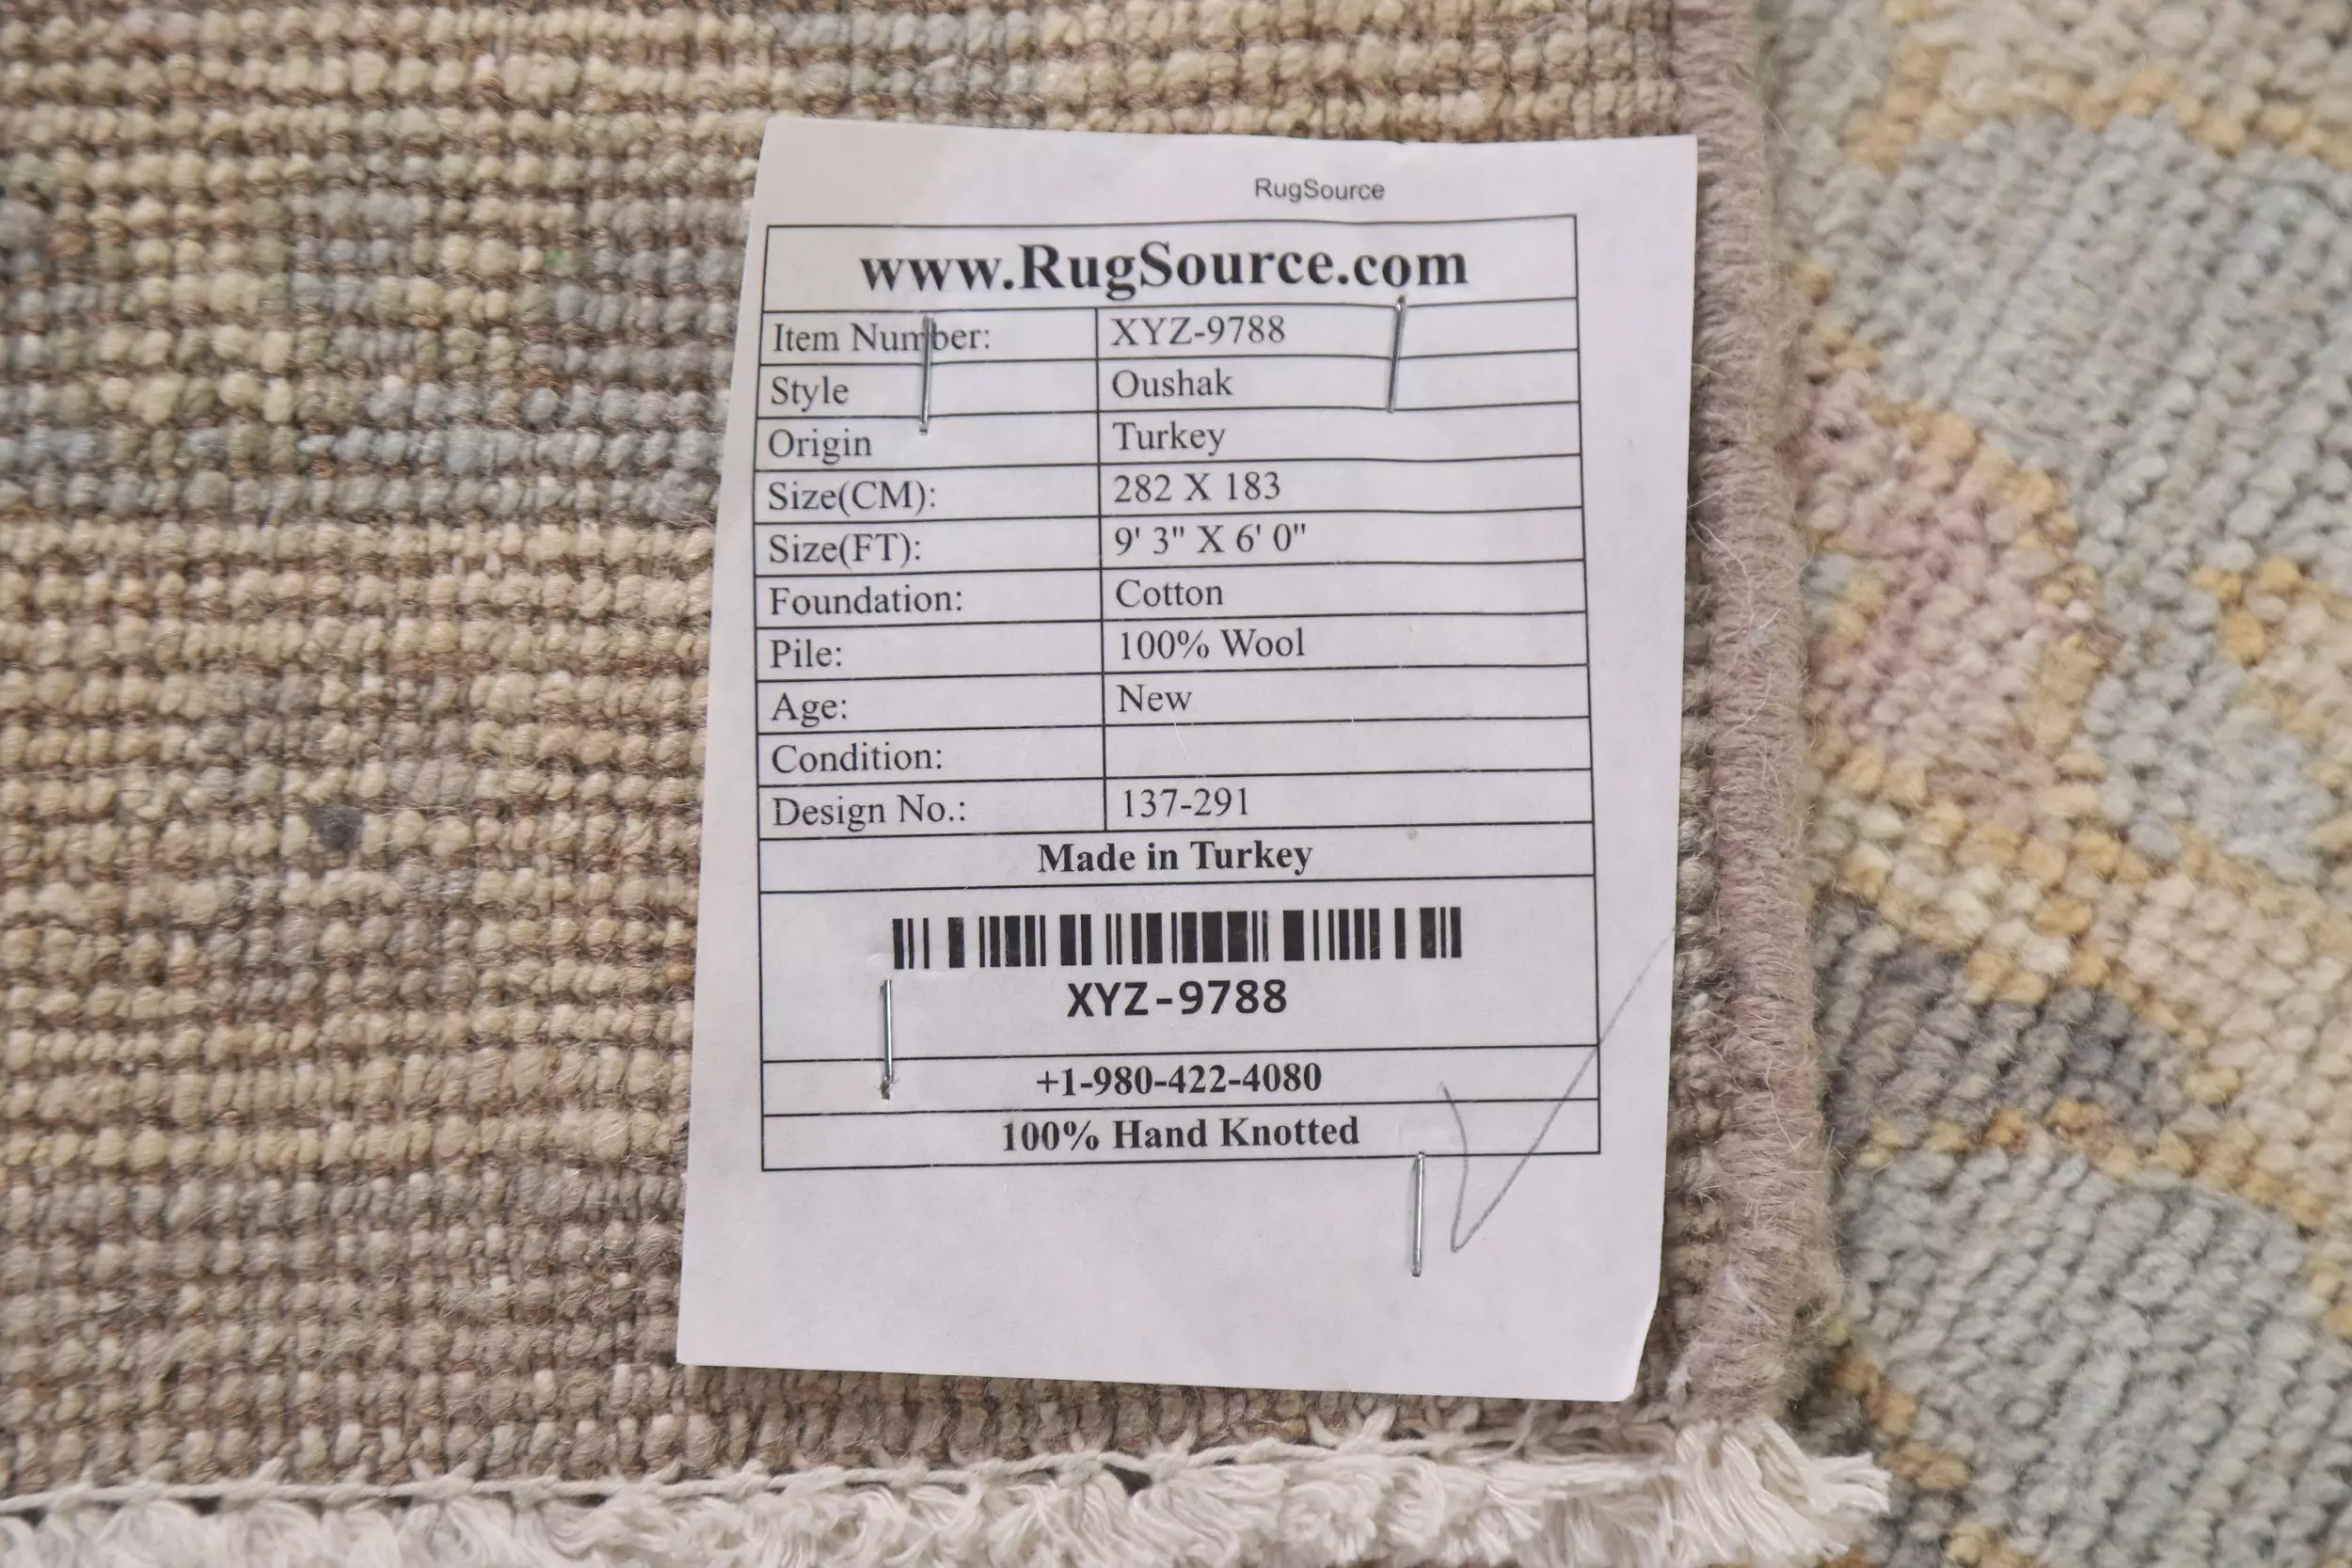 RugSource
www.RugSource.com
Item Number: XYZ-9788
Style Oushak
Origin Turkey
Size(CM): 282 X 183
Size(FT): 9' 3" X 6' 0"
Foundation: Cotton
Pile: 100% Wool
Age: New
Condition:
Design No.: 137-291
Made in Turkey
XYZ-9788
+1-980-422-4080
100% Hand Knotted